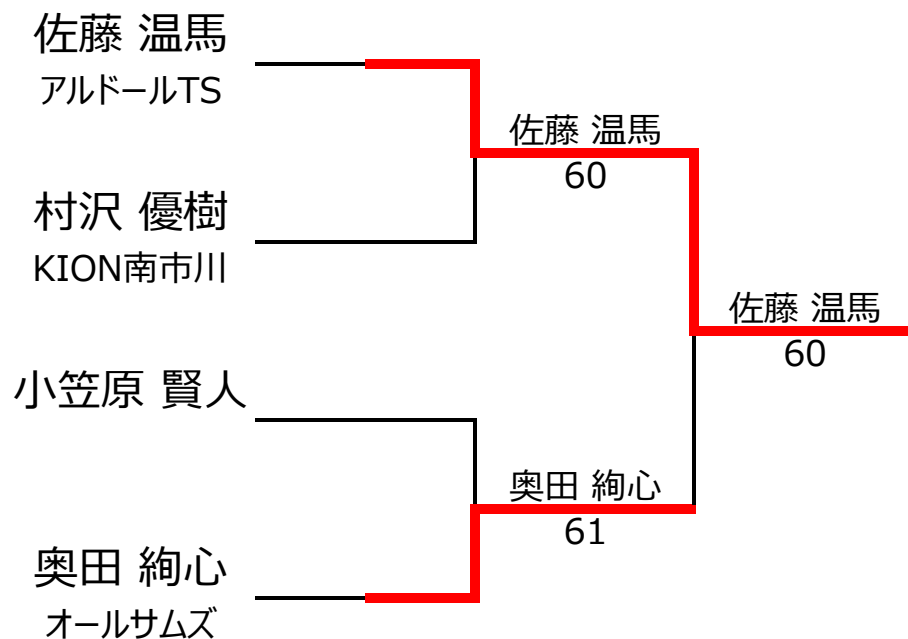 佐藤 温馬
アルドールTS
佐藤 温馬
60
村沢 優樹
KION南市川
佐藤 温馬
60
小笠原 賢人
奥田 絢心
61
奥田 絢心
オールサムズ